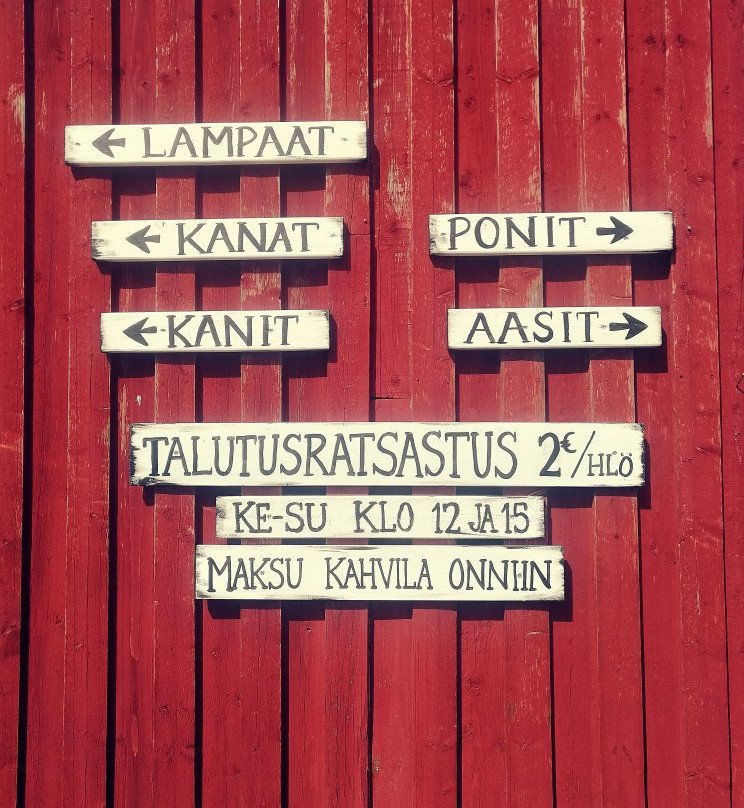 ← LAMPAAT
← KANAT
PONIT →
← KANIT
AASIT →
TALUTUSRATSASTUS 2€/HLÖ
KE-SU KLO 12 JA 15
MAKSU KAHVILA ONNIIN